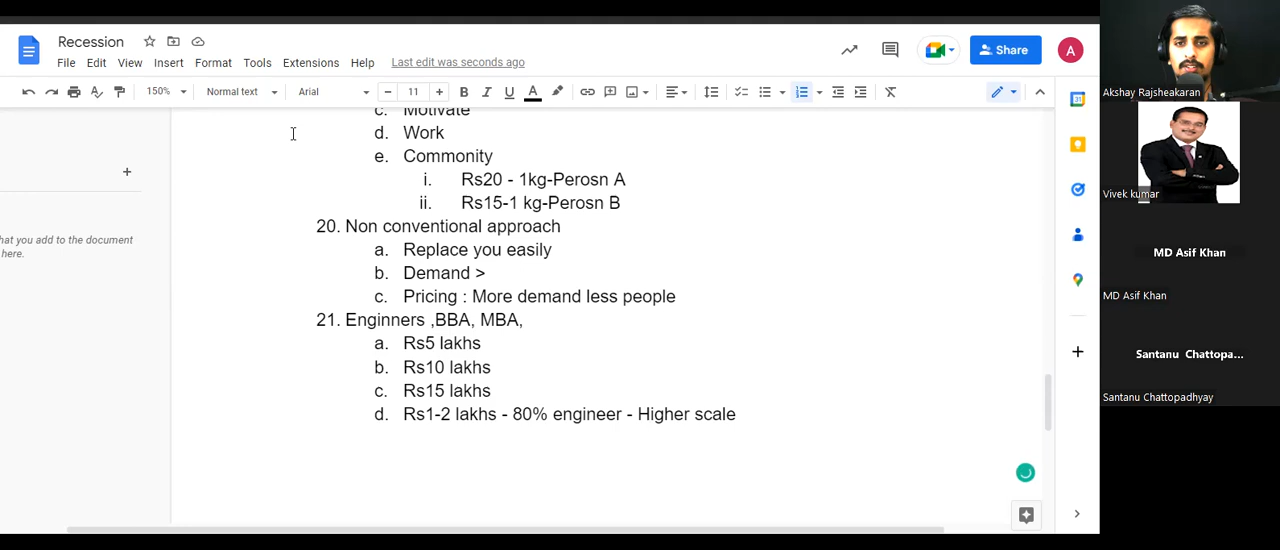 Recession
File Edit View Insert Format Tools Extensions Help Last edit was seconds ago
Share
A
150% Normal text Arial 11 B I U A
c. Motivate
d. Work
e. Commonity
i. Rs20 - 1kg-Perosn A
ii. Rs15-1 kg-Perosn B
20. Non conventional approach
a. Replace you easily
b. Demand >
c. Pricing : More demand less people
21. Enginners ,BBA, MBA,
a. Rs5 lakhs
b. Rs10 lakhs
c. Rs15 lakhs
d. Rs1-2 lakhs - 80% engineer - Higher scale
hat you add to the document
here.
Akshay Rajsheakaran
Vivek kumar
MD Asif Khan
MD Asif Khan
Santanu Chattopa...
Santanu Chattopadhyay